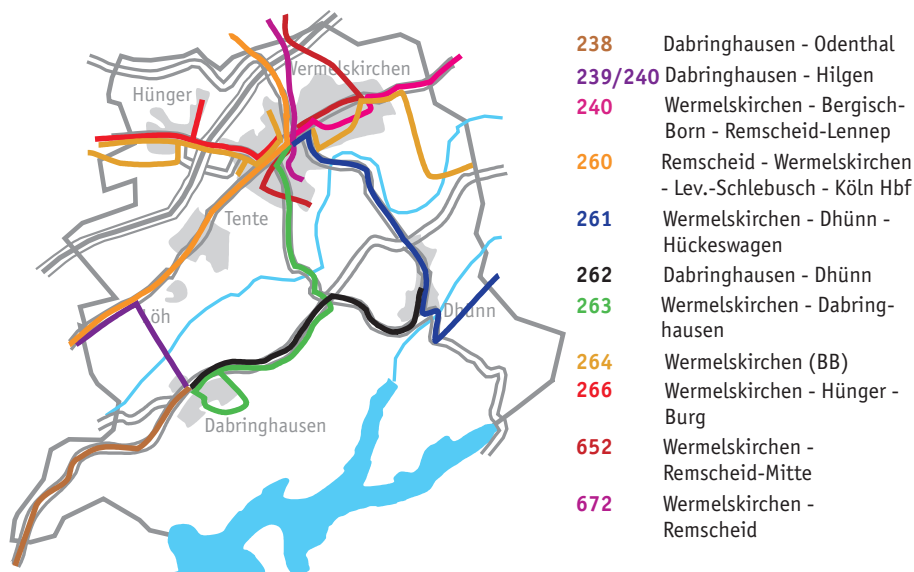 Wermelskirchen
Hünger
Tente
Löh
Dhünn
Dabringhausen
238 Dabringhausen - Odenthal
239/240 Dabringhausen - Hilgen
240 Wermelskirchen - Bergisch-
Born - Remscheid-Lennep
260 Remscheid - Wermelskirchen
- Lev.-Schlebusch - Köln Hbf
261 Wermelskirchen - Dhünn -
Hückeswagen
262 Dabringhausen - Dhünn
263 Wermelskirchen - Dabring-
hausen
264 Wermelskirchen (BB)
266 Wermelskirchen - Hünger -
Burg
652 Wermelskirchen -
Remscheid-Mitte
672 Wermelskirchen -
Remscheid